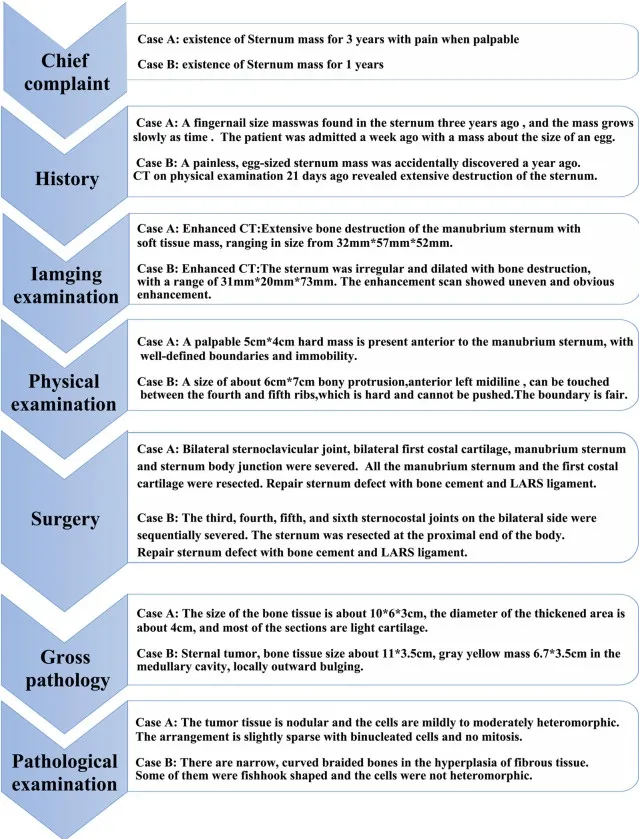 Chief
complaint
Case A: existence of Sternum mass for 3 years with pain when palpable
Case B: existence of Sternum mass for 1 years
History
Case A: A fingernail size masswas found in the sternum three years ago , and the mass grows
slowly as time .  The patient was admitted a week ago with a mass about the size of an egg.
Case B: A painless, egg-sized sternum mass was accidentally discovered a year ago.
CT on physical examination 21 days ago revealed extensive destruction of the sternum.
Iamging
examination
Case A: Enhanced CT:Extensive bone destruction of the manubrium sternum with
soft tissue mass, ranging in size from 32mm*57mm*52mm.
Case B: Enhanced CT:The sternum was irregular and dilated with bone destruction,
with a range of 31mm*20mm*73mm. The enhancement scan showed uneven and obvious
enhancement.
Physical
examination
Case A: A palpable 5cm*4cm hard mass is present anterior to the manubrium sternum, with
well-defined boundaries and immobility.
Case B: A size of about 6cm*7cm bony protrusion,anterior left midiline , can be touched
between the fourth and fifth ribs,which is hard and cannot be pushed.The boundary is fair.
Surgery
Case A: Bilateral sternoclavicular joint, bilateral first costal cartilage, manubrium sternum
and sternum body junction were severed.  All the manubrium sternum and the first costal
cartilage were resected. Repair sternum defect with bone cement and LARS ligament.
Case B: The third, fourth, fifth, and sixth sternocostal joints on the bilateral side were
sequentially severed. The sternum was resected at the proximal end of the body.
Repair sternum defect with bone cement and LARS ligament.
Gross
pathology
Case A: The size of the bone tissue is about 10*6*3cm, the diameter of the thickened area is
about 4cm, and most of the sections are light cartilage.
Case B: Sternal tumor, bone tissue size about 11*3.5cm, gray yellow mass 6.7*3.5cm in the
medullary cavity, locally outward bulging.
Pathological
examination
Case A: The tumor tissue is nodular and the cells are mildly to moderately heteromorphic.
The arrangement is slightly sparse with binucleated cells and no mitosis.
Case B: There are narrow, curved braided bones in the hyperplasia of fibrous tissue.
Some of them were fishhook shaped and the cells were not heteromorphic.